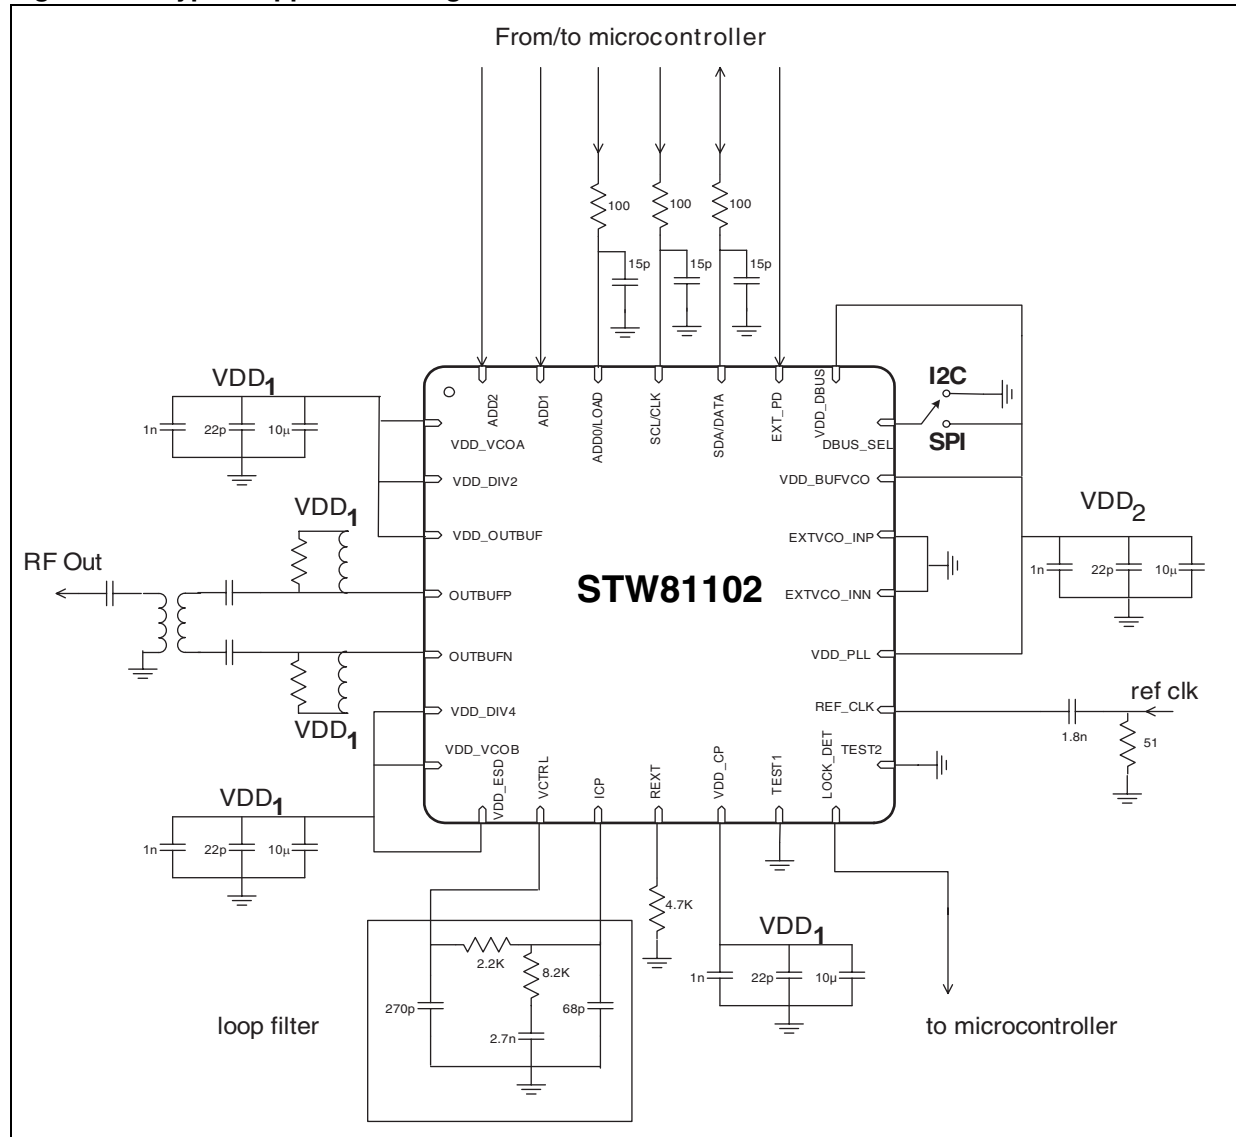 From/to microcontroller
100
100
100
15p
15p
15p
VDD1
1n
22p
10µ
ADD2
ADD1
ADD0/LOAD
SCL/CLK
SDA/DATA
EXT_PD
VDD_DBUS
I2C
SPI
DBUS_SEL
VDD_VCOA
VDD_DIV2
VDD_OUTBUF
OUTBUFP
OUTBUFN
VDD_DIV4
VDD_VCOB
VDD_BUFVCO
EXTVCO_INP
EXTVCO_INN
VDD_PLL
REF_CLK
TEST2
STW81102
VDD1
RF Out
VDD1
VDD2
1n
22p
10µ
ref clk
1.8n
51
VDD_ESD
VCTRL
ICP
REXT
VDD_CP
TEST1
LOCK_DET
VDD1
1n
22p
10µ
4.7K
VDD1
1n
22p
10µ
2.2K
8.2K
270p
68p
2.7n
loop filter
to microcontroller